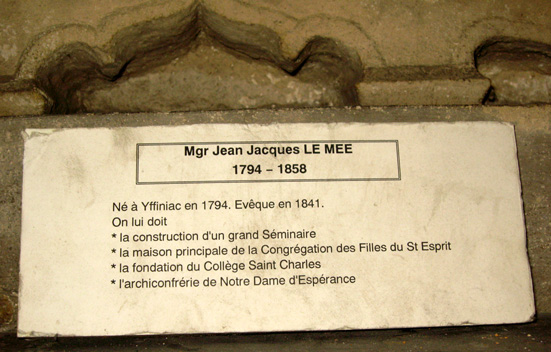 Mgr Jean Jacques LE MEE
1794 – 1858
Né à Yffiniac en 1794. Evêque en 1841.
On lui doit
* la construction d'un grand Séminaire
* la maison principale de la Congrégation des Filles du St Esprit
* la fondation du Collège Saint Charles
* l'archiconfrérie de Notre Dame d'Espérance